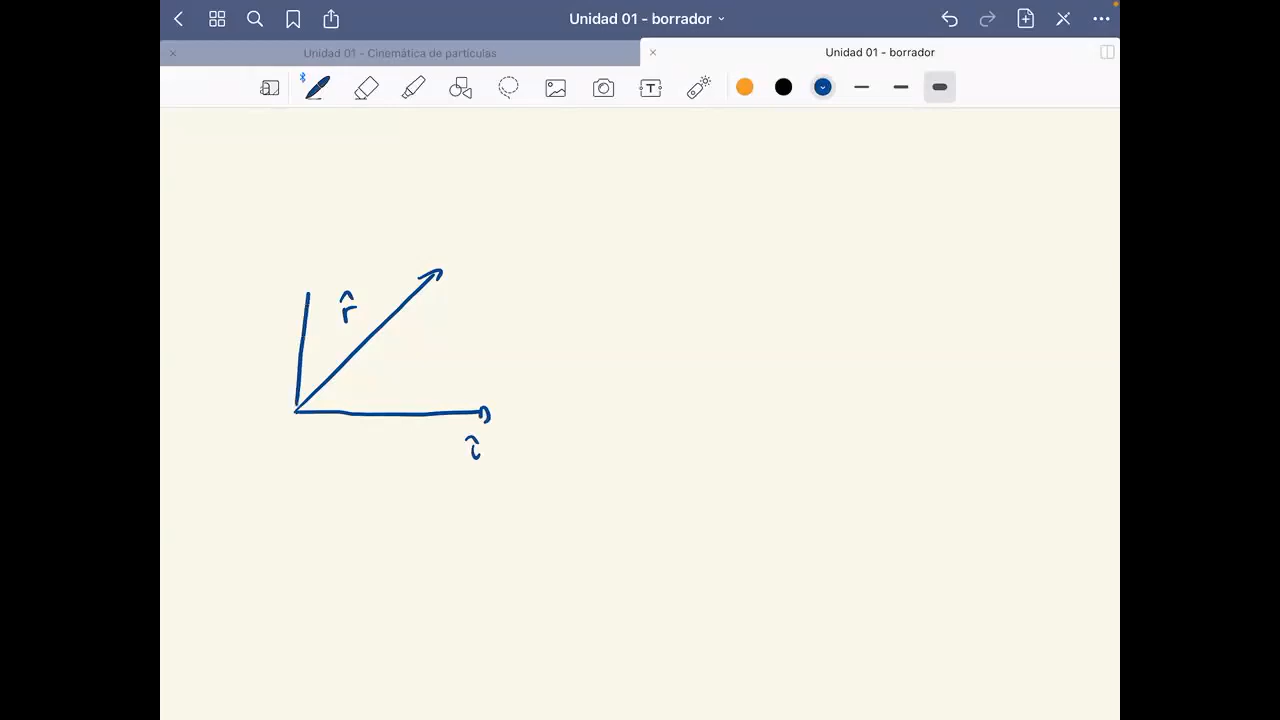 Unidad 01 - borrador
Unidad 01 - Cinemática de partículas
Unidad 01 - borrador
T
r̂
î